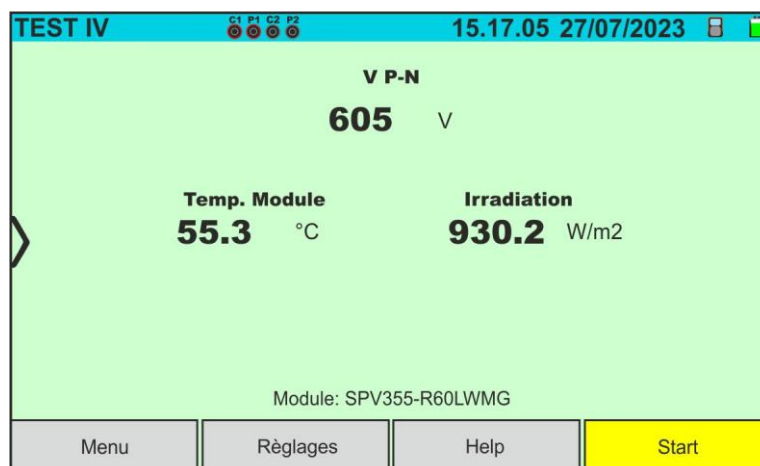 TEST IV C1 P1 C2 P2 15.17.05 27/07/2023
V P-N
605 V
Temp. Module Irradiation
55.3 °C 930.2 W/m2
Module: SPV355-R60LWMG
Menu Règlages Help Start